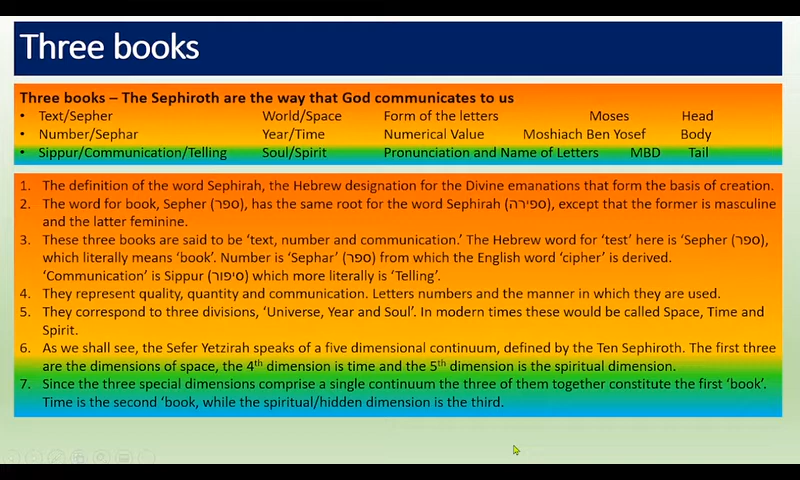 Three books
Three books – The Sephiroth are the way that God communicates to us
• Text/Sepher World/Space Form of the letters Moses Head
• Number/Sephar Year/Time Numerical Value Moshiach Ben Yosef Body
• Sippur/Communication/Telling Soul/Spirit Pronunciation and Name of Letters MBD Tail
1. The definition of the word Sephirah, the Hebrew designation for the Divine emanations that form the basis of creation.
2. The word for book, Sepher (ספר), has the same root for the word Sephirah (ספירה), except that the former is masculine
and the latter feminine.
3. These three books are said to be ‘text, number and communication.’ The Hebrew word for ‘test’ here is ‘Sepher (ספר),
which literally means ‘book’. Number is ‘Sephar’ (ספר) from which the English word ‘cipher’ is derived.
‘Communication’ is Sippur (סיפור) which more literally is ‘Telling’.
4. They represent quality, quantity and communication. Letters numbers and the manner in which they are used.
5. They correspond to three divisions, ‘Universe, Year and Soul’. In modern times these would be called Space, Time and
Spirit.
6. As we shall see, the Sefer Yetzirah speaks of a five dimensional continuum, defined by the Ten Sephiroth. The first three
are the dimensions of space, the 4th dimension is time and the 5th dimension is the spiritual dimension.
7. Since the three special dimensions comprise a single continuum the three of them together constitute the first ‘book’.
Time is the second ‘book, while the spiritual/hidden dimension is the third.